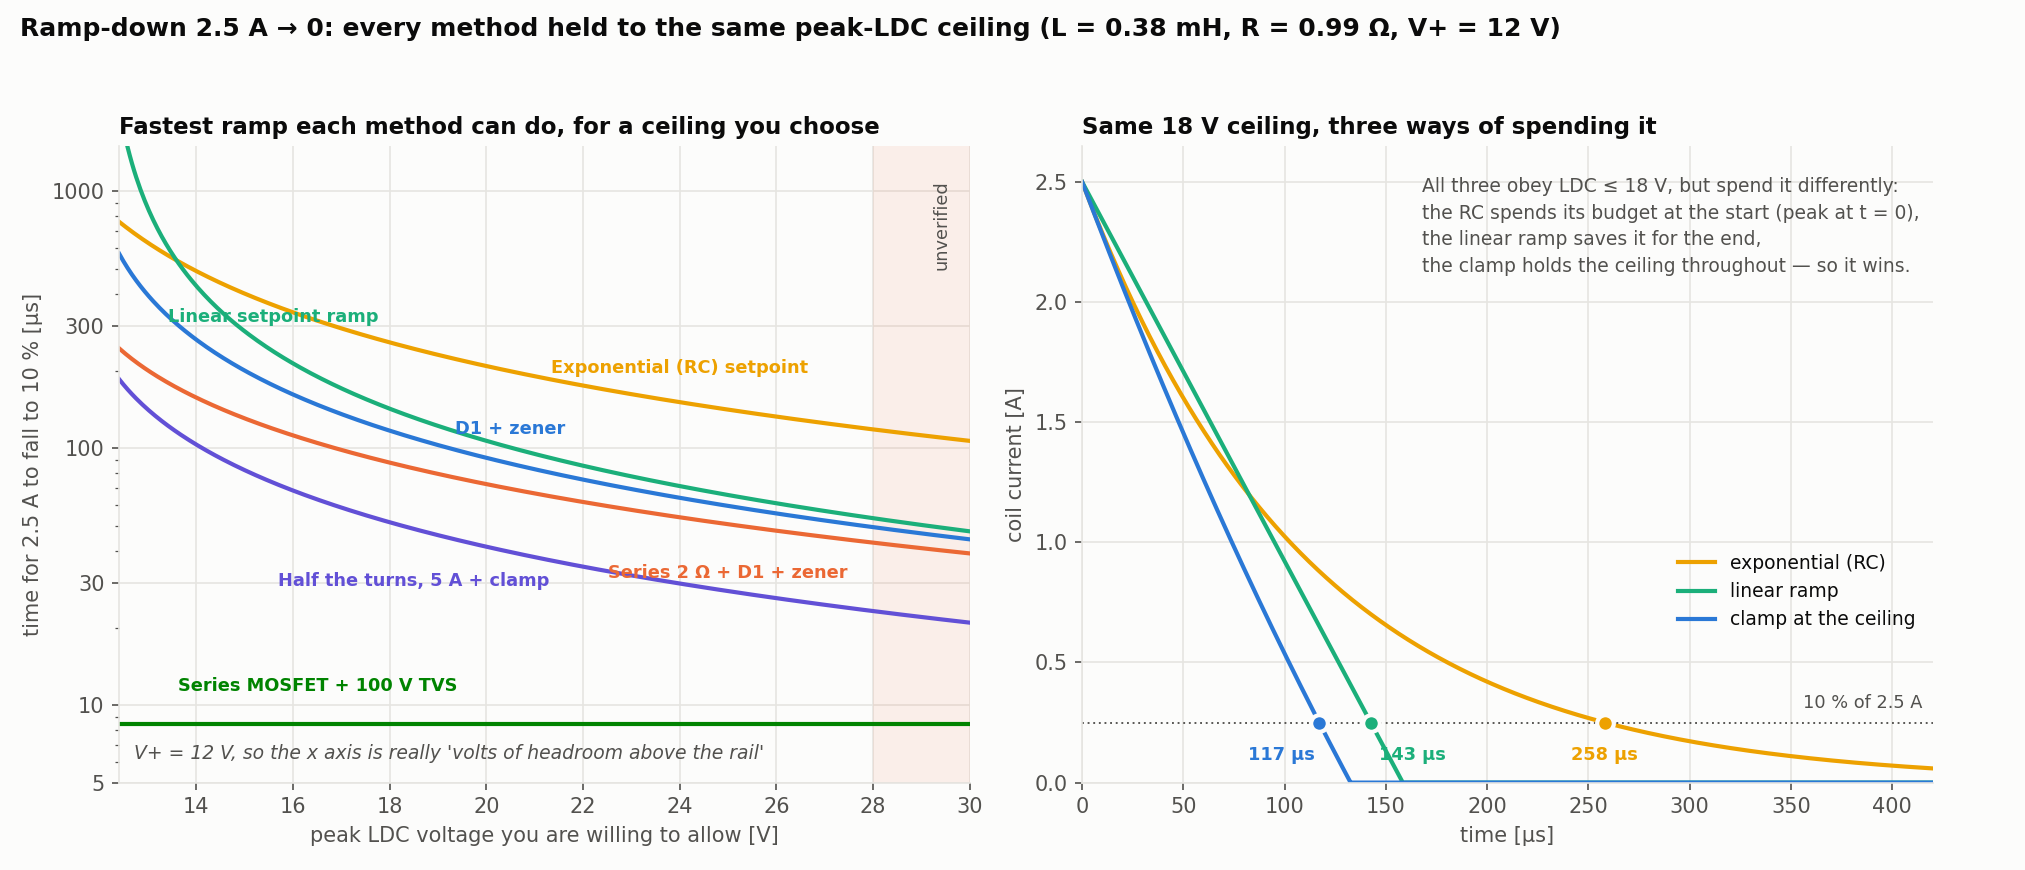 Ramp-down 2.5 A → 0: every method held to the same peak-LDC ceiling (L = 0.38 mH, R = 0.99 Ω, V+ = 12 V)
Fastest ramp each method can do, for a ceiling you choose
time for 2.5 A to fall to 10 % [µs]
1000
300
100
30
10
5
unverified
Linear setpoint ramp
Exponential (RC) setpoint
D1 + zener
Series 2 Ω + D1 + zener
Half the turns, 5 A + clamp
Series MOSFET + 100 V TVS
V+ = 12 V, so the x axis is really 'volts of headroom above the rail'
14 16 18 20 22 24 26 28 30
peak LDC voltage you are willing to allow [V]
Same 18 V ceiling, three ways of spending it
coil current [A]
2.5
2.0
1.5
1.0
0.5
0.0
All three obey LDC ≤ 18 V, but spend it differently:
the RC spends its budget at the start (peak at t = 0),
the linear ramp saves it for the end,
the clamp holds the ceiling throughout — so it wins.
exponential (RC)
linear ramp
clamp at the ceiling
10 % of 2.5 A
117 µs 143 µs 258 µs
0 50 100 150 200 250 300 350 400
time [µs]